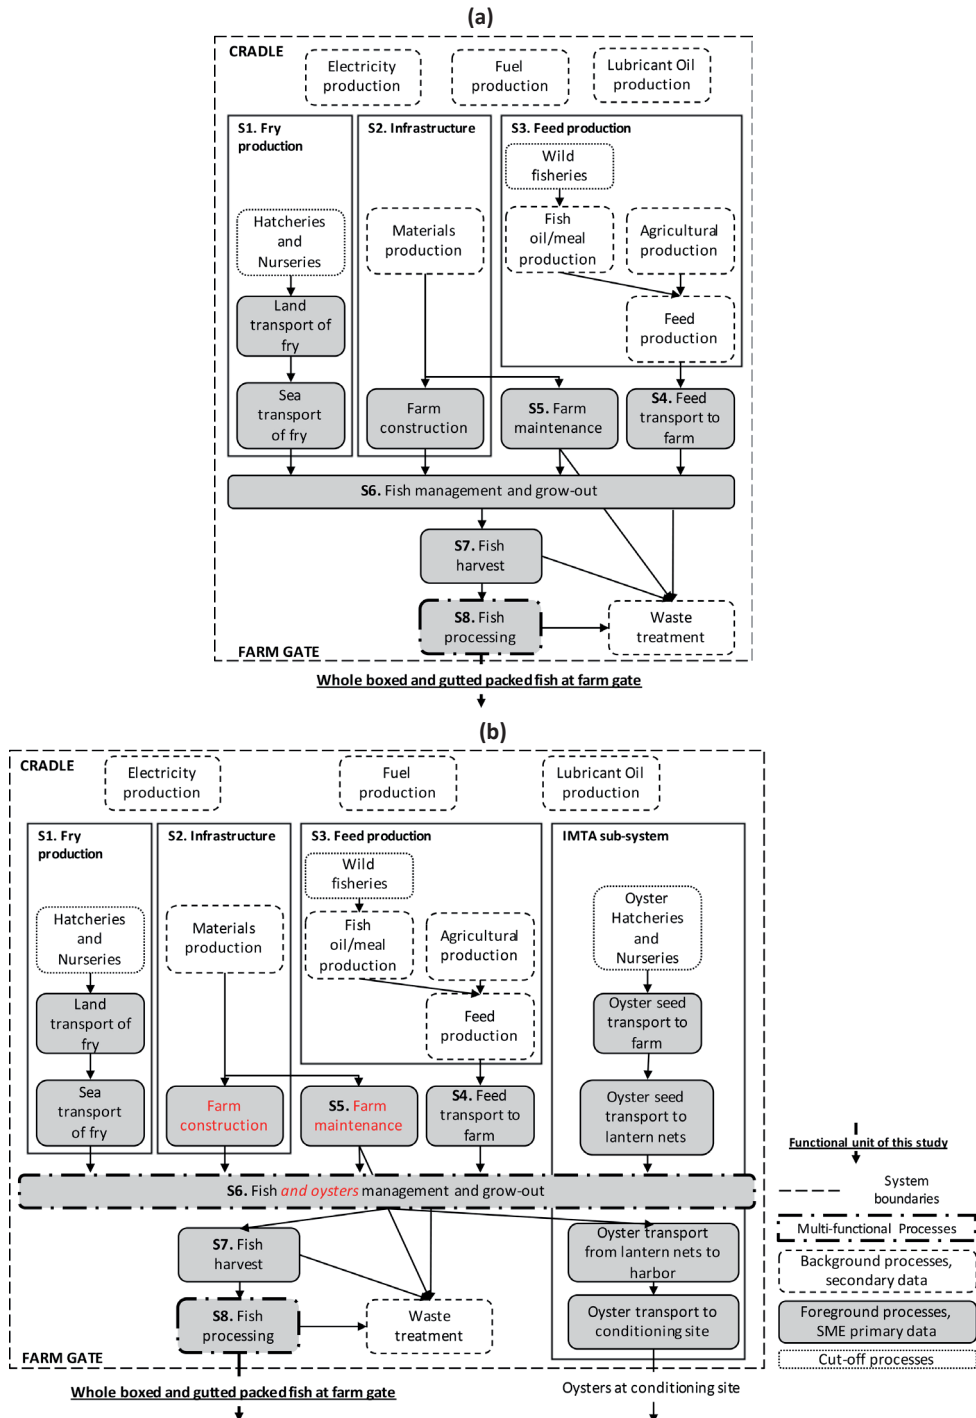 (a)
CRADLE
Electricity
production
Fuel
production
Lubricant Oil
production
S1. Fry
production
S2. Infrastructure
S3. Feed production
Wild
fisheries
Hatcheries
and
Nurseries
Materials
production
Fish
oil/meal
production
Agricultural
production
Land
transport of
fry
Feed
production
Sea
transport
of fry
Farm
construction
S5. Farm
maintenance
S4. Feed
transport to
farm
S6. Fish management and grow-out
S7. Fish
harvest
S8. Fish
processing
Waste
treatment
FARM GATE
Whole boxed and gutted packed fish at farm gate
(b)
CRADLE
Electricity
production
Fuel
production
Lubricant Oil
production
S1. Fry
production
S2. Infrastructure
S3. Feed production
IMTA sub-system
Wild
fisheries
Hatcheries
and
Nurseries
Materials
production
Fish
oil/meal
production
Agricultural
production
Oyster
Hatcheries
and
Nurseries
Land
transport of
fry
Feed
production
Oyster seed
transport to
farm
Sea
transport
of fry
Farm
construction
S5. Farm
maintenance
S4. Feed
transport to
farm
Oyster seed
transport to
lantern nets
S6. Fish and oysters management and grow-out
S7. Fish
harvest
Oyster transport
from lantern nets to
harbor
S8. Fish
processing
Waste
treatment
Oyster transport to
conditioning site
FARM GATE
Whole boxed and gutted packed fish at farm gate
Oysters at conditioning site
Functional unit of this study
System
boundaries
Multi-functional Processes
Background processes,
secondary data
Foreground processes,
SME primary data
Cut-off processes